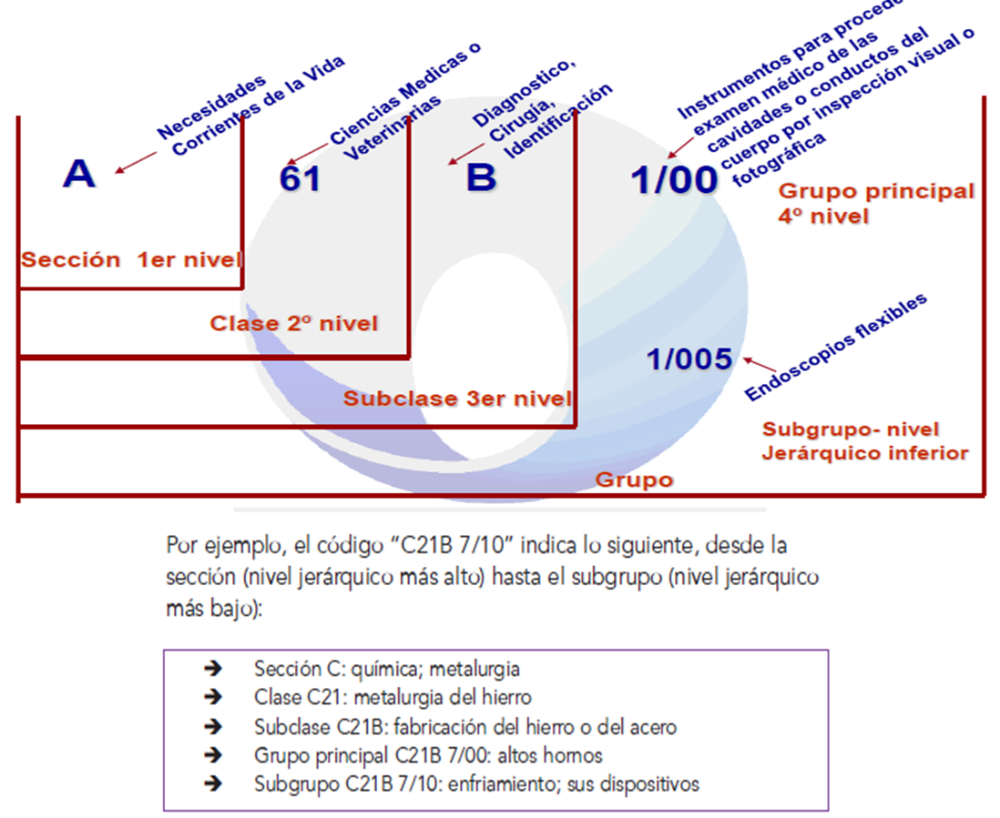 Necesidades
Corrientes de la Vida
Ciencias Medicas o
Veterinarias
Diagnostico,
Cirugía,
Identificación
Instrumentos para procede
examen médico de las
cavidades o conductos del
cuerpo por inspección visual o
fotográfica
A
61
B
1/00
Grupo principal
4º nivel
Sección 1er nivel
Clase 2º nivel
1/005
Endoscopios flexibles
Subclase 3er nivel
Subgrupo- nivel
Jerárquico inferior
Grupo
Por ejemplo, el código “C21B 7/10” indica lo siguiente, desde la
sección (nivel jerárquico más alto) hasta el subgrupo (nivel jerárquico
más bajo):
➔ Sección C: química; metalurgia
➔ Clase C21: metalurgia del hierro
➔ Subclase C21B: fabricación del hierro o del acero
➔ Grupo principal C21B 7/00: altos hornos
➔ Subgrupo C21B 7/10: enfriamiento; sus dispositivos